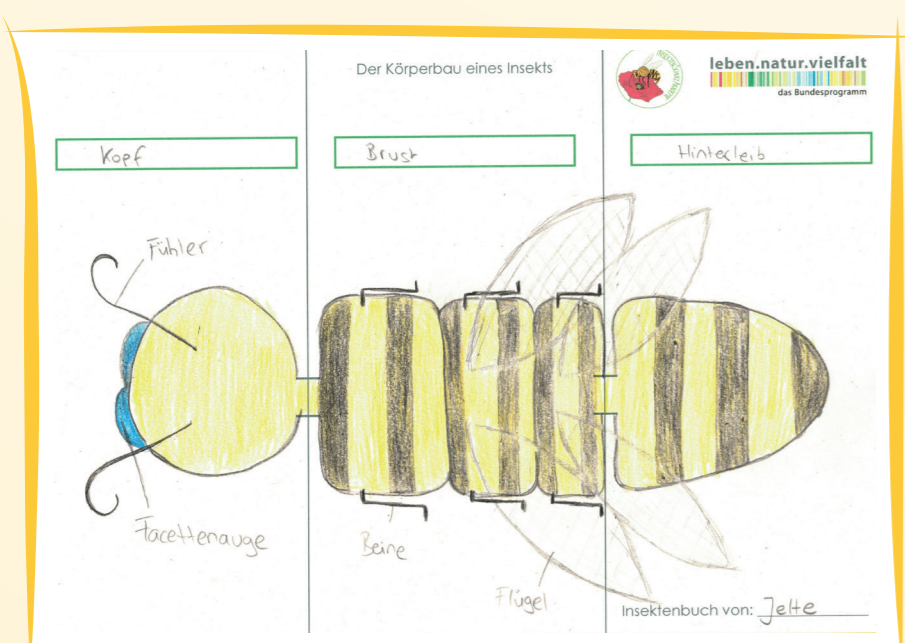 Der Körperbau eines Insekts
leben.natur.vielfalt
das Bundesprogramm
Kopf
Brust
Hinterleib
Fühler
Facettenauge
Beine
Flügel
Insektenbuch von: Jelte